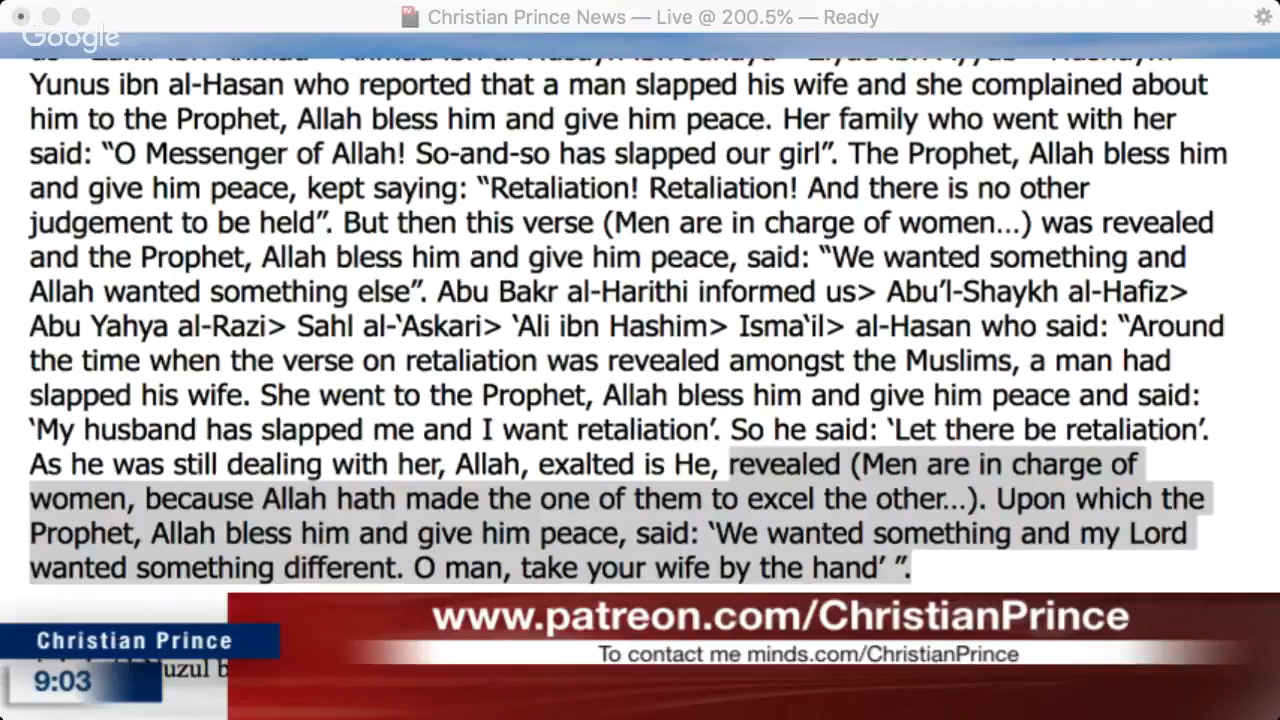 Christian Prince News — Live @ 200.5% — Ready
Google
Yunus ibn al-Hasan who reported that a man slapped his wife and she complained about
him to the Prophet, Allah bless him and give him peace. Her family who went with her
said: “O Messenger of Allah! So-and-so has slapped our girl”. The Prophet, Allah bless him
and give him peace, kept saying: “Retaliation! Retaliation! And there is no other
judgement to be held”. But then this verse (Men are in charge of women...) was revealed
and the Prophet, Allah bless him and give him peace, said: “We wanted something and
Allah wanted something else”. Abu Bakr al-Harithi informed us> Abu’l-Shaykh al-Hafiz>
Abu Yahya al-Razi> Sahl al-‘Askari> ‘Ali ibn Hashim> Isma‘il> al-Hasan who said: “Around
the time when the verse on retaliation was revealed amongst the Muslims, a man had
slapped his wife. She went to the Prophet, Allah bless him and give him peace and said:
‘My husband has slapped me and I want retaliation’. So he said: ‘Let there be retaliation’.
As he was still dealing with her, Allah, exalted is He, revealed (Men are in charge of
women, because Allah hath made the one of them to excel the other...). Upon which the
Prophet, Allah bless him and give him peace, said: ‘We wanted something and my Lord
wanted something different. O man, take your wife by the hand’ ”.
www.patreon.com/ChristianPrince
Christian Prince
To contact me minds.com/ChristianPrince
9:03